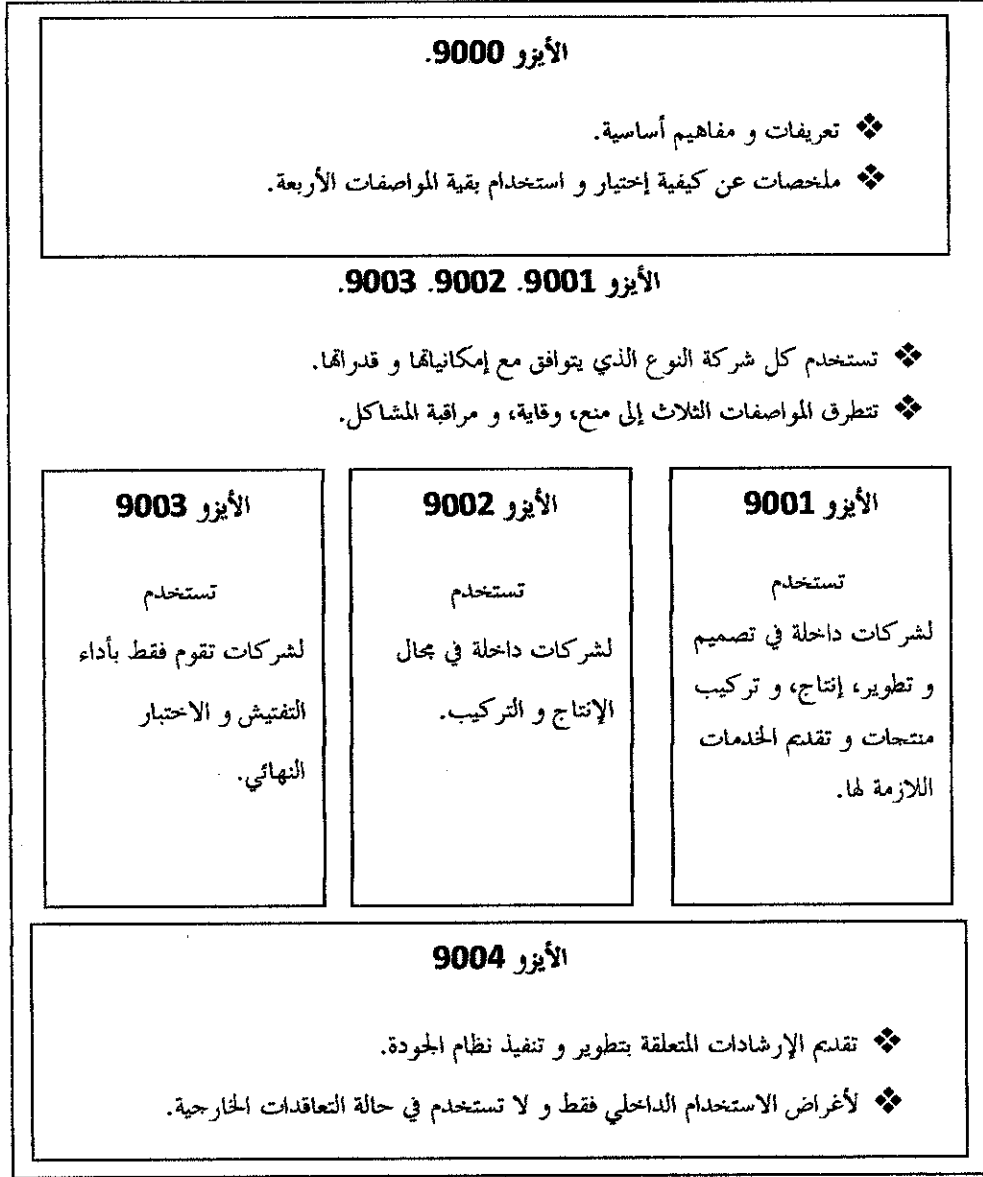 الأيزو 9000.
❖ تعريفات و مفاهيم أساسية.
❖ ملخصات عن كيفية إختيار و استخدام بقية المواصفات الأربعة.
الأيزو 9001. 9002. 9003.
❖ تستخدم كل شركة النوع الذي يتوافق مع إمكانياتها و قدراتها.
❖ تتطرق المواصفات الثلاث إلى منع، وقاية، و مراقبة المشاكل.
الأيزو 9001
تستخدم
لشركات داخلة في تصميم
و تطوير، إنتاج، و تركيب
منتجات و تقديم الخدمات
اللازمة لها.
الأيزو 9002
تستخدم
لشركات داخلة في مجال
الإنتاج و التركيب.
الأيزو 9003
تستخدم
لشركات تقوم فقط بأداء
التفتيش و الاختبار
النهائي.
الأيزو 9004
❖ تقديم الإرشادات المتعلقة بتطوير و تنفيذ نظام الجودة.
❖ لأغراض الاستخدام الداخلي فقط و لا تستخدم في حالة التعاقدات الخارجية.